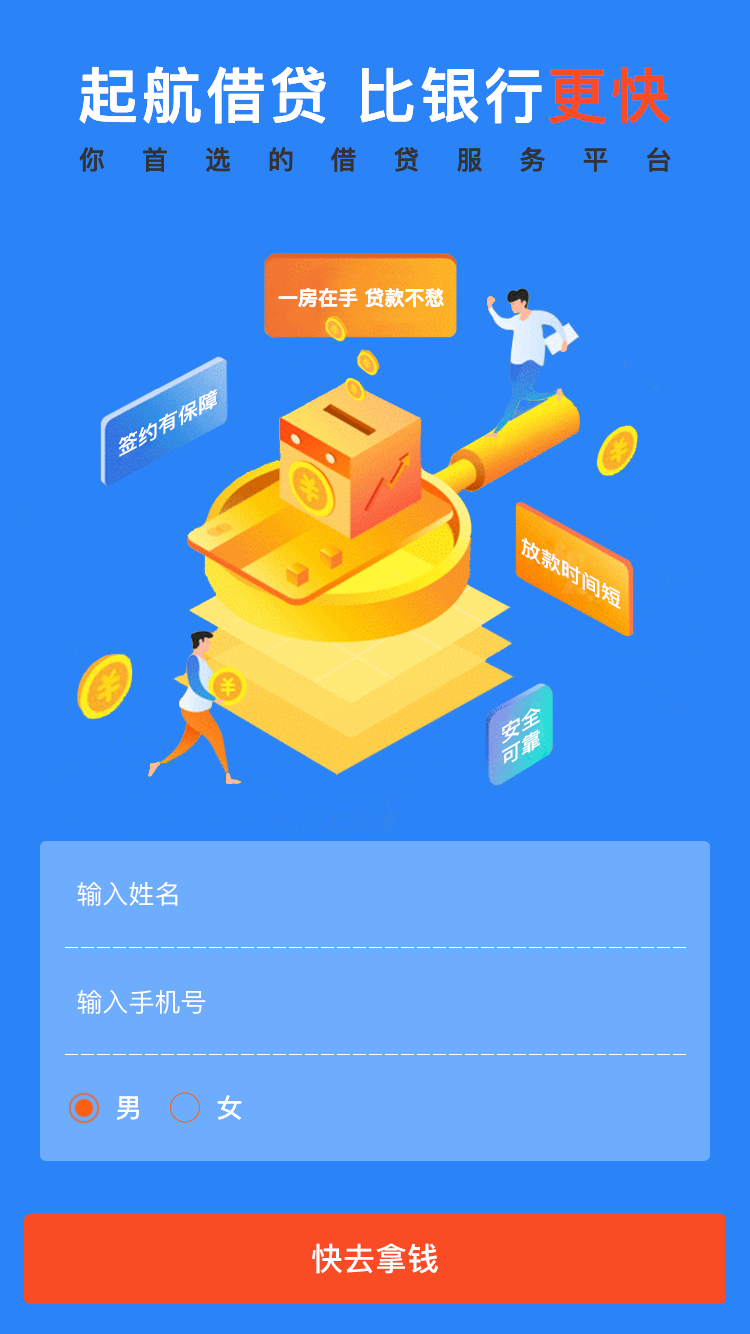 起航借贷 比银行更快
你首选的借贷服务平台
一房在手 贷款不愁
签约有保障
放款时间短
安全
可靠
输入姓名
输入手机号
男 女
快去拿钱